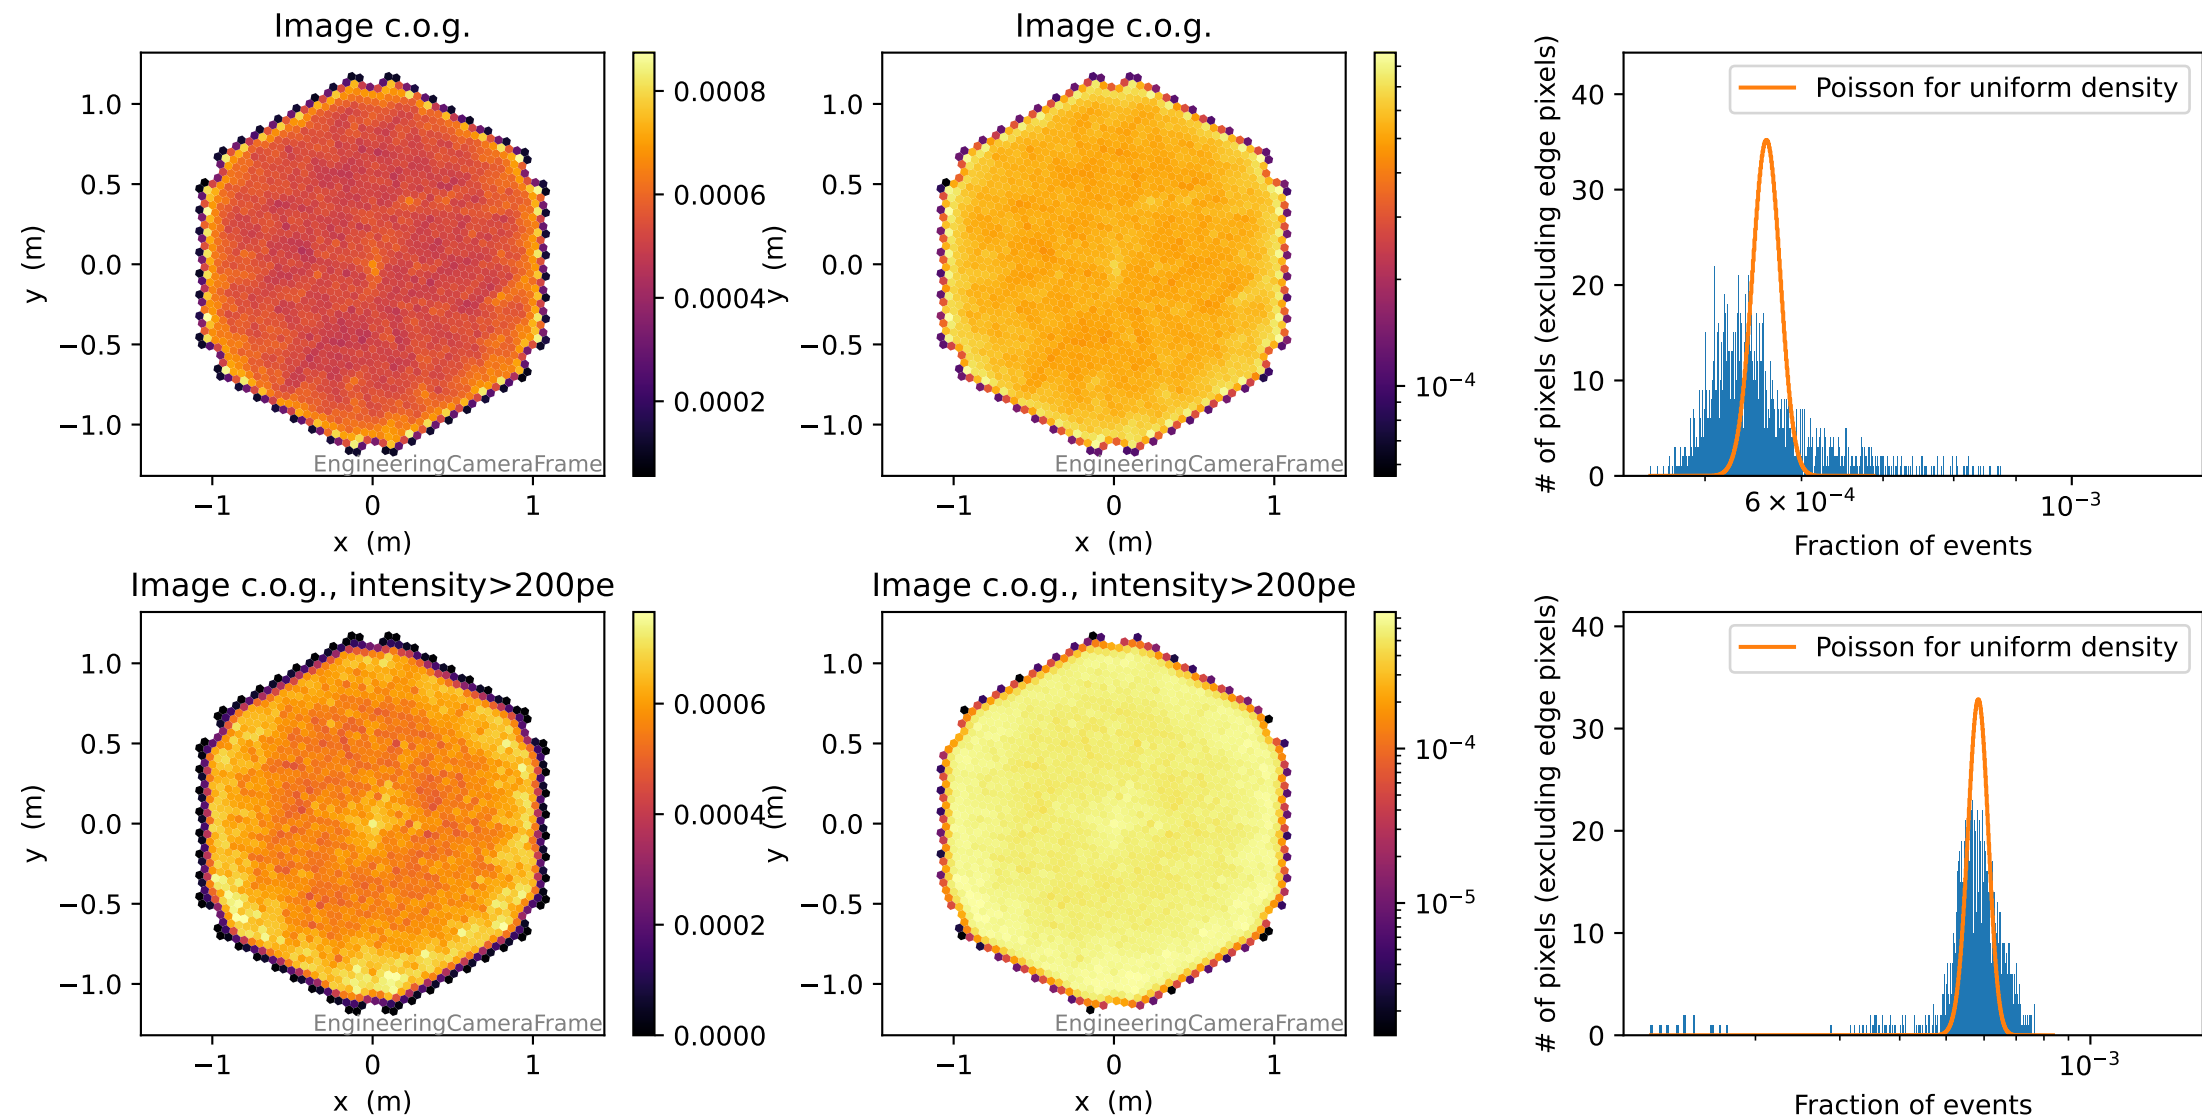 Image c.o.g.
1.0
0.5
0.0
−0.5
−1.0
y (m)
−1 0 1
x (m)
EngineeringCameraFrame
0.0008
0.0006
0.0004
0.0002
Image c.o.g.
1.0
0.5
0.0
−0.5
−1.0
y (m)
−1 0 1
x (m)
EngineeringCameraFrame
10⁻⁴
# of pixels (excluding edge pixels)
40
30
20
10
0
Poisson for uniform density
6 × 10⁻⁴ 10⁻³
Fraction of events
Image c.o.g., intensity>200pe
1.0
0.5
0.0
−0.5
−1.0
y (m)
−1 0 1
x (m)
EngineeringCameraFrame
0.0006
0.0004
0.0002
0.0000
Image c.o.g., intensity>200pe
1.0
0.5
0.0
−0.5
−1.0
y (m)
−1 0 1
x (m)
EngineeringCameraFrame
10⁻⁴
10⁻⁵
# of pixels (excluding edge pixels)
40
30
20
10
0
Poisson for uniform density
10⁻³
Fraction of events